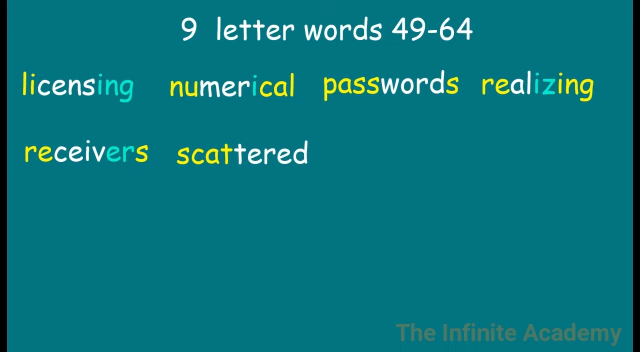 9 letter words 49-64
licensing numerical passwords realizing
receivers scattered
The Infinite Academy